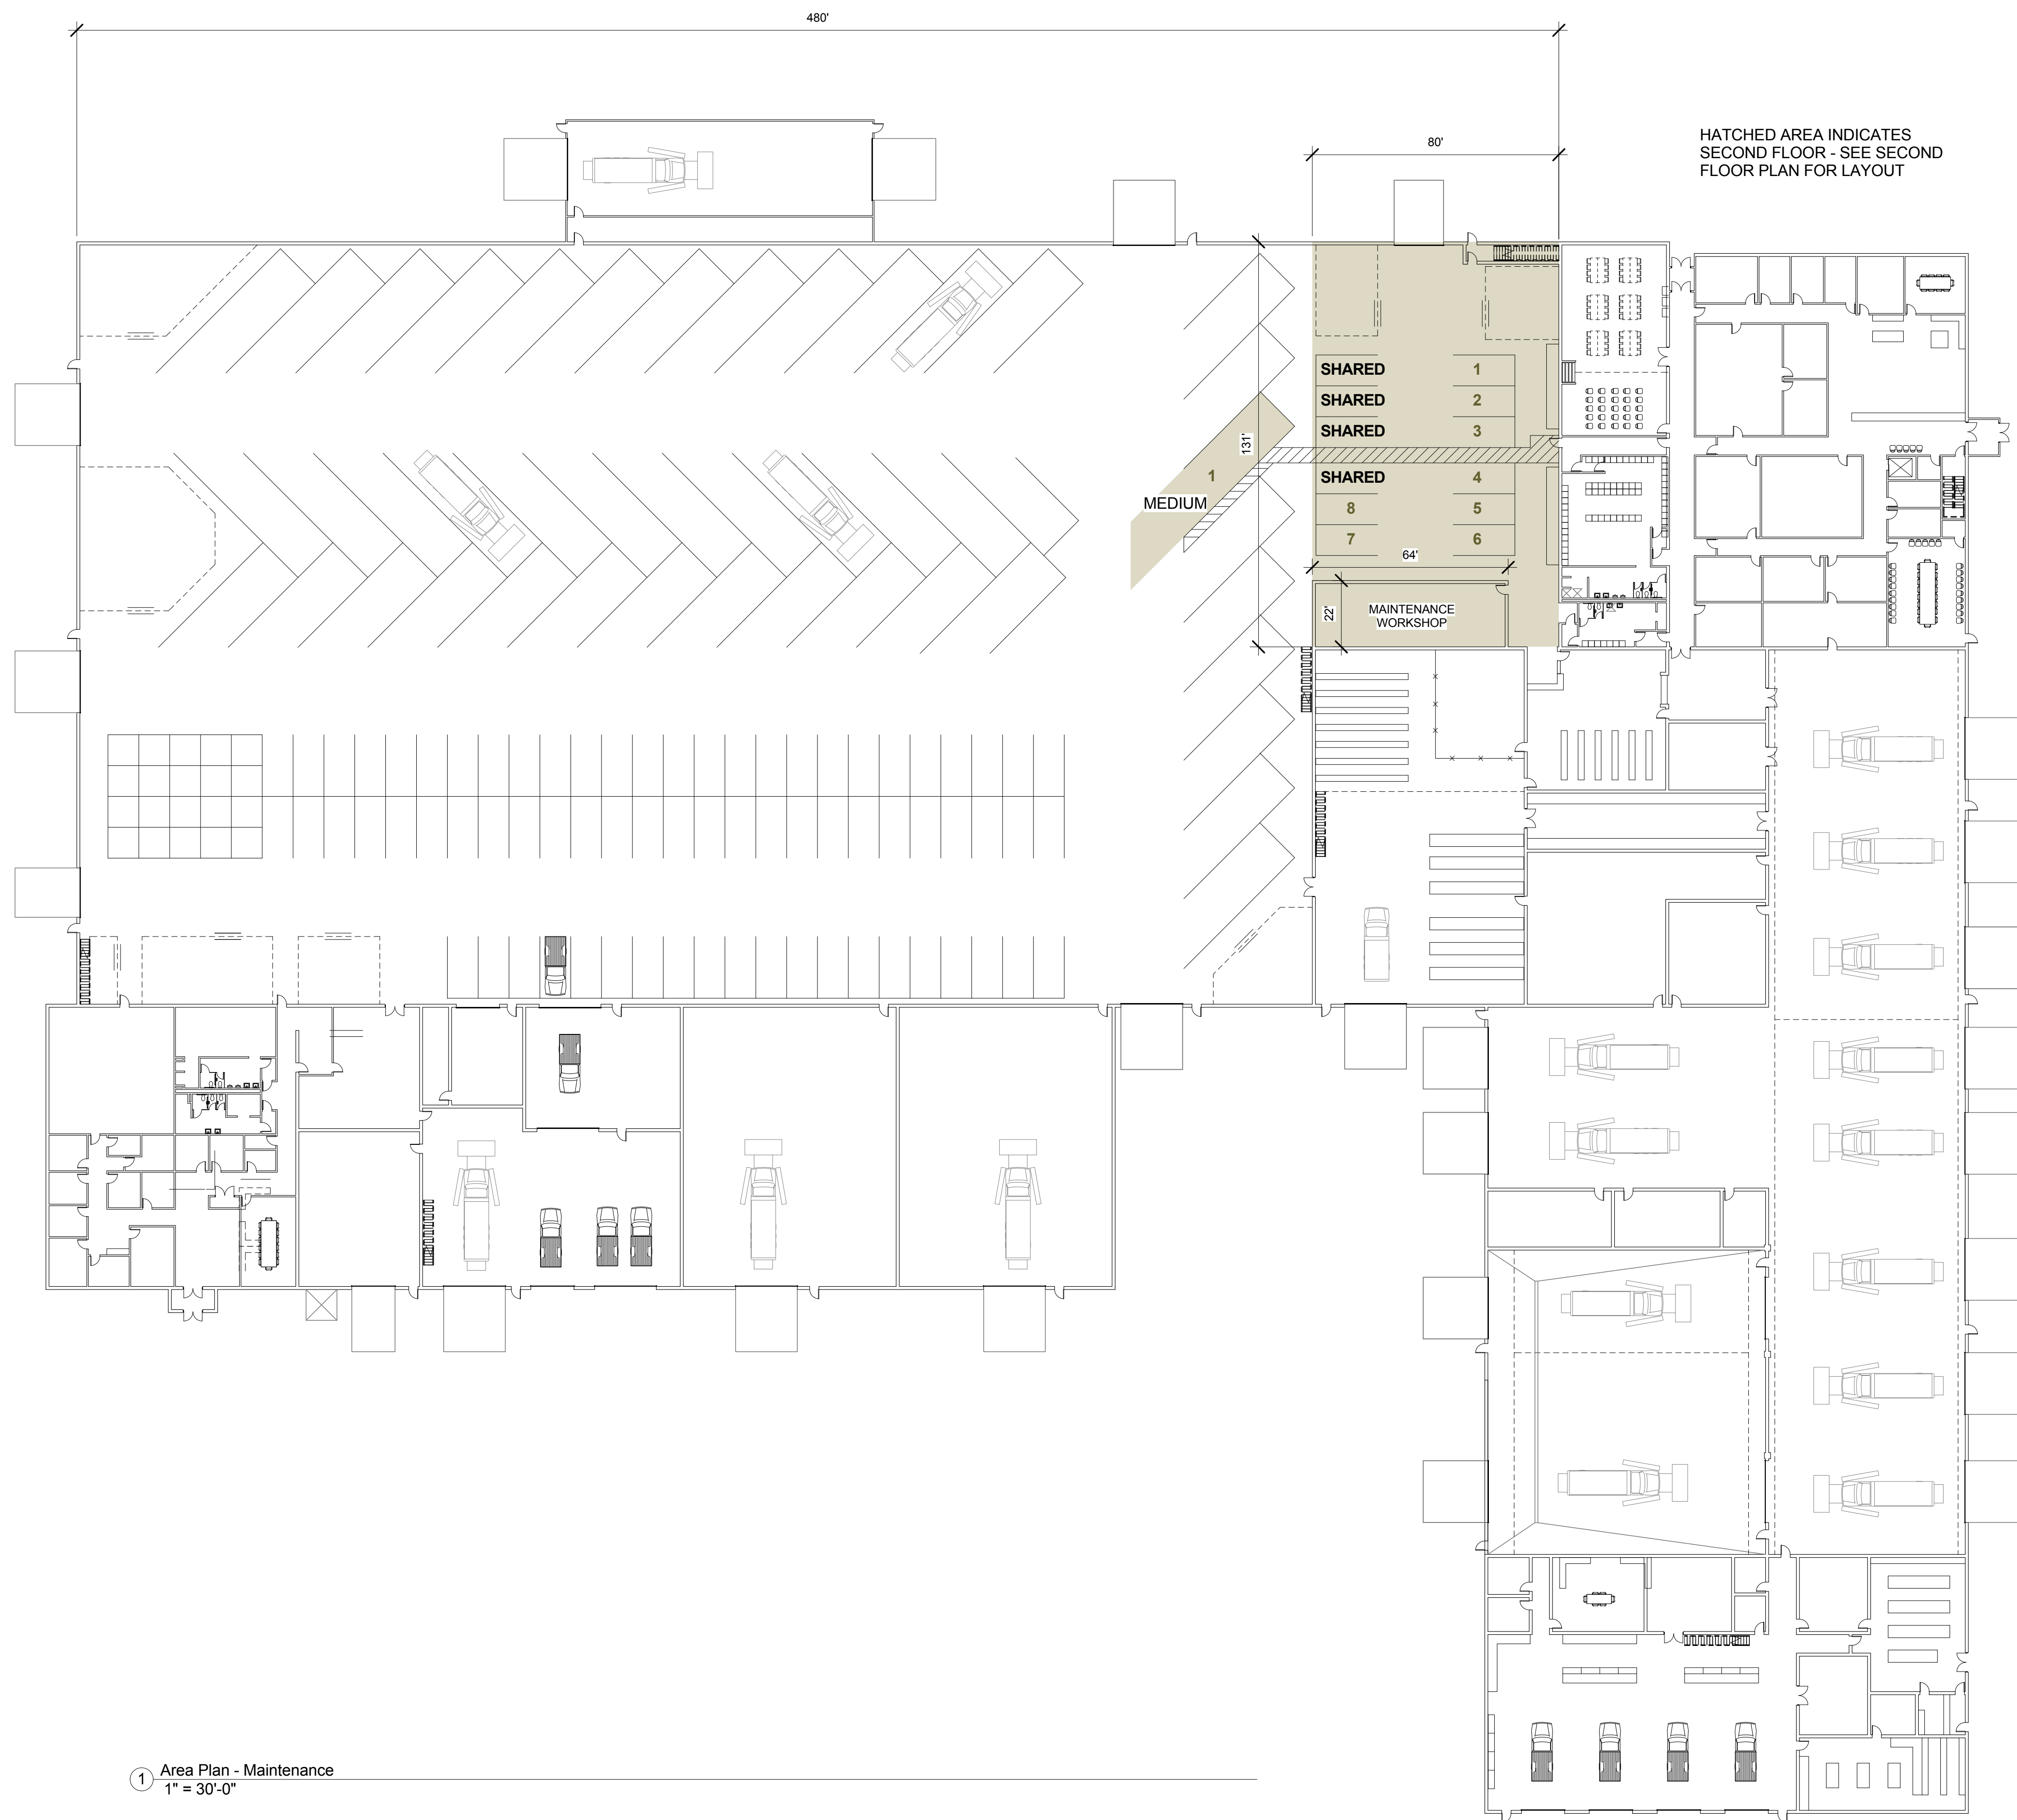 480'
80'
HATCHED AREA INDICATES
SECOND FLOOR - SEE SECOND
FLOOR PLAN FOR LAYOUT
SHARED 1
SHARED 2
SHARED 3
131'
SHARED 4
1
MEDIUM
8 5
7 6
64'
22'
MAINTENANCE
WORKSHOP
1 Area Plan - Maintenance
1" = 30'-0"